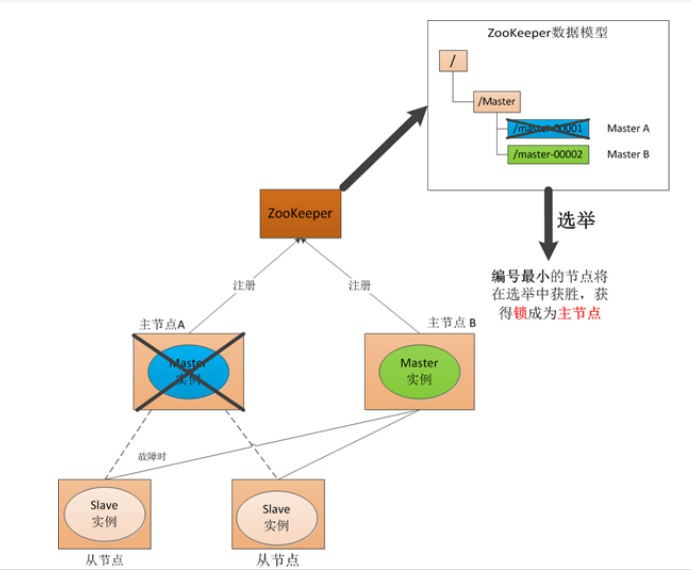 ZooKeeper数据模型
/
/Master
/master-00001 Master A
/master-00002 Master B
ZooKeeper
选举
编号最小的节点将
在选举中获胜，获
得锁成为主节点
注册
注册
主节点A
主节点 B
Master
实例
Master
实例
故障时
Slave
实例
Slave
实例
从节点
从节点